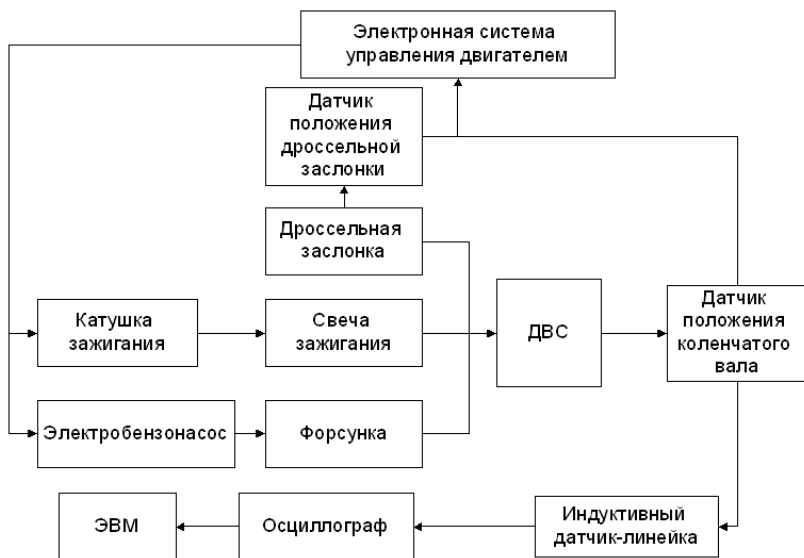 Электронная система
управления двигателем
Датчик
положения
дроссельной
заслонки
Дроссельная
заслонка
Катушка
зажигания
Свеча
зажигания
ДВС
Датчик
положения
коленчатого
вала
Электробензонасос
Форсунка
ЭВМ
Осциллограф
Индуктивный
датчик-линейка